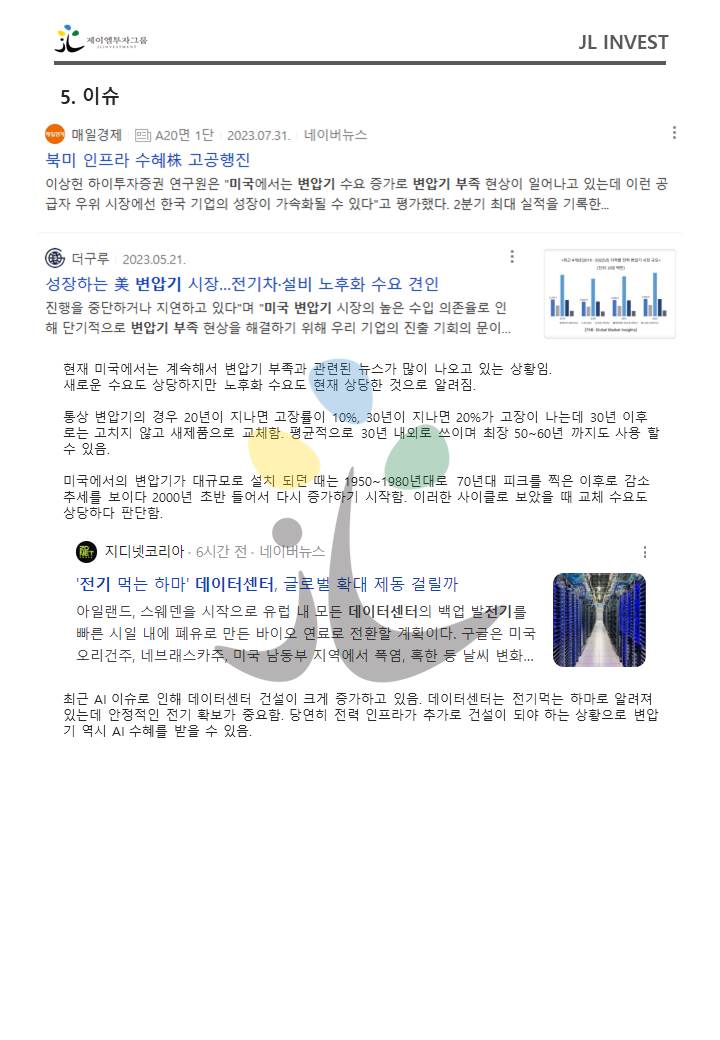 제이엘투자그룹
JL INVESTMENT
JL INVEST
5. 이슈
매일경제 A20면 1단 2023.07.31. 네이버뉴스
북미 인프라 수혜株 고공행진
이상헌 하이투자증권 연구원은 "미국에서는 변압기 수요 증가로 변압기 부족 현상이 일어나고 있는데 이런 공
급자 우위 시장에선 한국 기업의 성장이 가속화될 수 있다"고 평가했다. 2분기 최대 실적을 기록한...
더구루 2023.05.21.
성장하는 美 변압기 시장...전기차·설비 노후화 수요 견인
진행을 중단하거나 지연하고 있다"며 "미국 변압기 시장의 높은 수입 의존율로 인
해 단기적으로 변압기 부족 현상을 해결하기 위해 우리 기업의 진출 기회의 문이...
현재 미국에서는 계속해서 변압기 부족과 관련된 뉴스가 많이 나오고 있는 상황임.
새로운 수요도 상당하지만 노후화 수요도 현재 상당한 것으로 알려짐.
통상 변압기의 경우 20년이 지나면 고장률이 10%, 30년이 지나면 20%가 고장이 나는데 30년 이후
로는 고치지 않고 새제품으로 교체함. 평균적으로 30년 내외로 쓰이며 최장 50~60년 까지도 사용 할
수 있음.
미국에서의 변압기가 대규모로 설치 되던 때는 1950~1980년대로 70년대 피크를 찍은 이후로 감소
추세를 보이다 2000년 초반 들어서 다시 증가하기 시작함. 이러한 사이클로 보았을 때 교체 수요도
상당하다 판단함.
지디넷코리아 · 6시간 전 · 네이버뉴스
'전기 먹는 하마' 데이터센터, 글로벌 확대 제동 걸릴까
아일랜드, 스웨덴을 시작으로 유럽 내 모든 데이터센터의 백업 발전기를
빠른 시일 내에 폐유로 만든 바이오 연료로 전환할 계획이다. 구글은 미국
오리건주, 네브래스카주, 미국 남동부 지역에서 폭염, 혹한 등 날씨 변화...
최근 AI 이슈로 인해 데이터센터 건설이 크게 증가하고 있음. 데이터센터는 전기먹는 하마로 알려져
있는데 안정적인 전기 확보가 중요함. 당연히 전력 인프라가 추가로 건설이 되야 하는 상황으로 변압
기 역시 AI 수혜를 받을 수 있음.